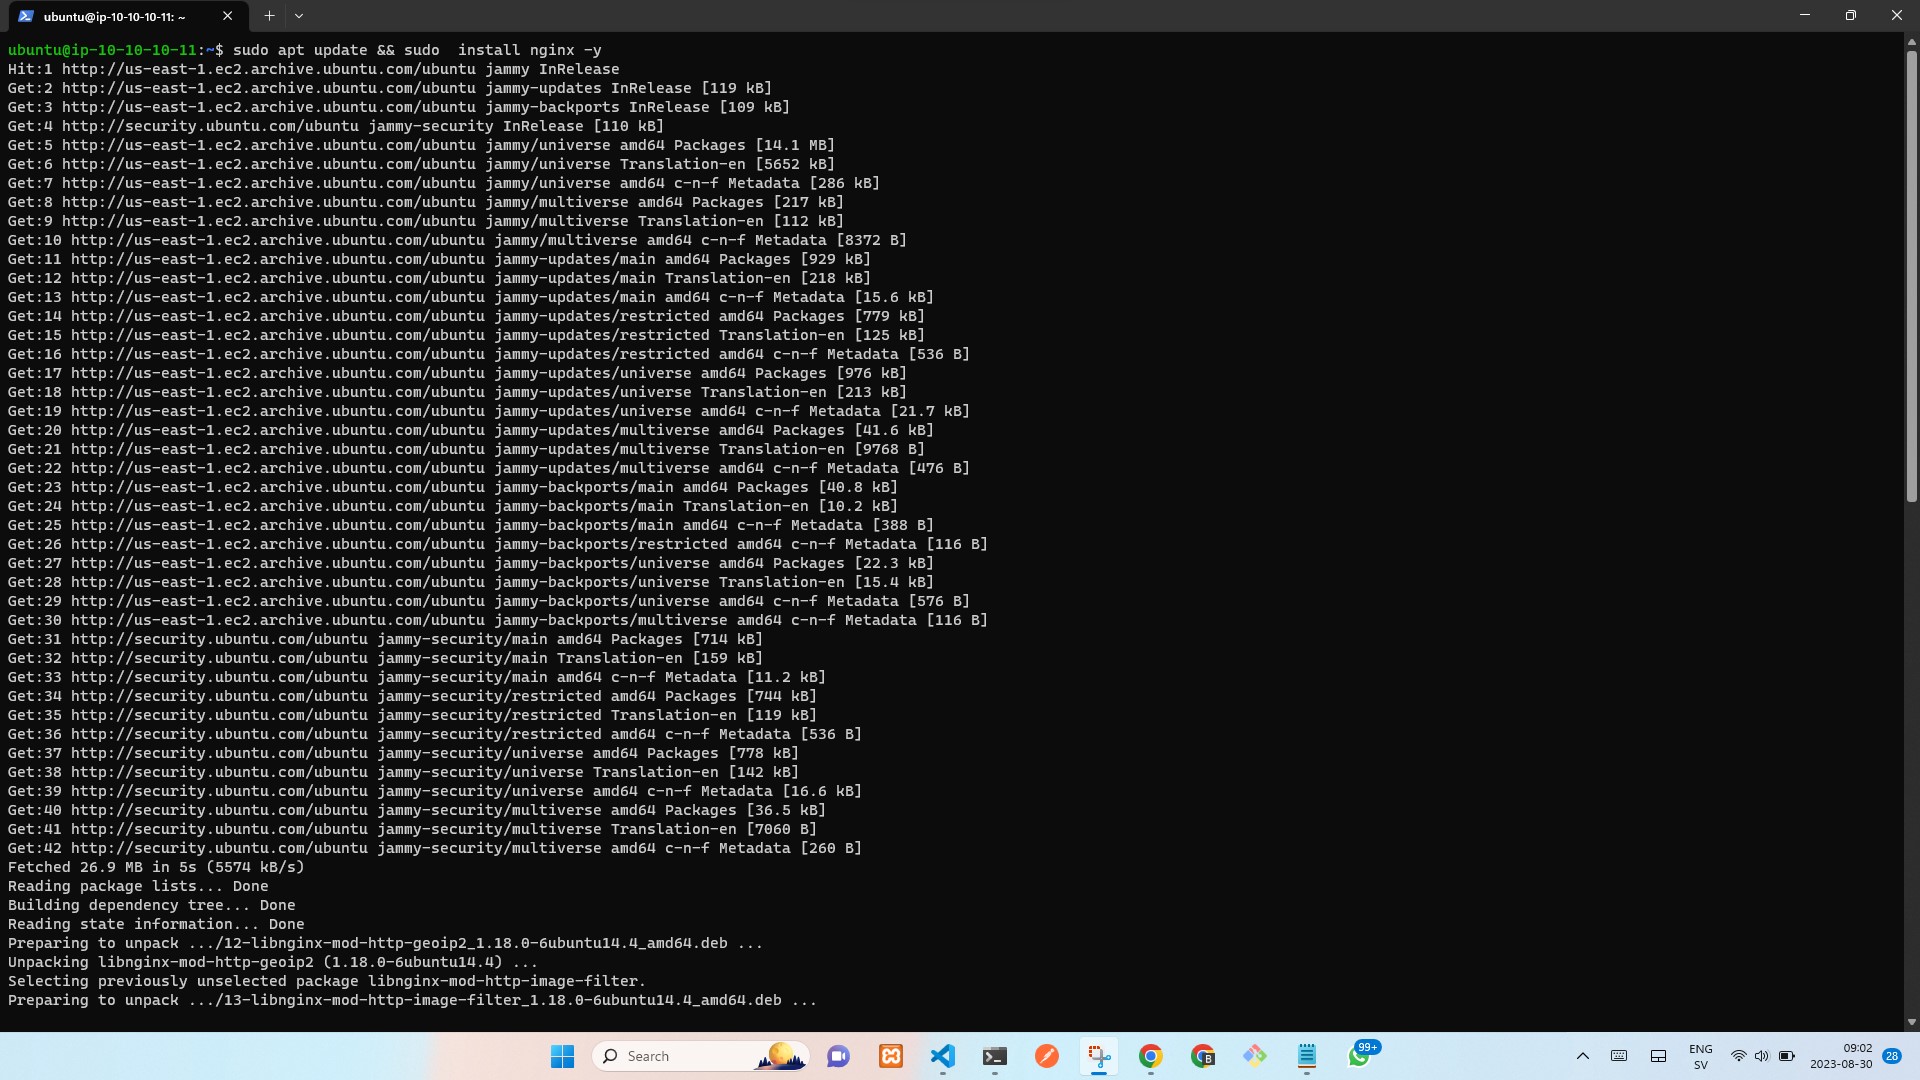 ubuntu@ip-10-10-10-11: ~
ubuntu@ip-10-10-10-11:~$ sudo apt update && sudo  install nginx -y
Hit:1 http://us-east-1.ec2.archive.ubuntu.com/ubuntu jammy InRelease
Get:2 http://us-east-1.ec2.archive.ubuntu.com/ubuntu jammy-updates InRelease [119 kB]
Get:3 http://us-east-1.ec2.archive.ubuntu.com/ubuntu jammy-backports InRelease [109 kB]
Get:4 http://security.ubuntu.com/ubuntu jammy-security InRelease [110 kB]
Get:5 http://us-east-1.ec2.archive.ubuntu.com/ubuntu jammy/universe amd64 Packages [14.1 MB]
Get:6 http://us-east-1.ec2.archive.ubuntu.com/ubuntu jammy/universe Translation-en [5652 kB]
Get:7 http://us-east-1.ec2.archive.ubuntu.com/ubuntu jammy/universe amd64 c-n-f Metadata [286 kB]
Get:8 http://us-east-1.ec2.archive.ubuntu.com/ubuntu jammy/multiverse amd64 Packages [217 kB]
Get:9 http://us-east-1.ec2.archive.ubuntu.com/ubuntu jammy/multiverse Translation-en [112 kB]
Get:10 http://us-east-1.ec2.archive.ubuntu.com/ubuntu jammy/multiverse amd64 c-n-f Metadata [8372 B]
Get:11 http://us-east-1.ec2.archive.ubuntu.com/ubuntu jammy-updates/main amd64 Packages [929 kB]
Get:12 http://us-east-1.ec2.archive.ubuntu.com/ubuntu jammy-updates/main Translation-en [218 kB]
Get:13 http://us-east-1.ec2.archive.ubuntu.com/ubuntu jammy-updates/main amd64 c-n-f Metadata [15.6 kB]
Get:14 http://us-east-1.ec2.archive.ubuntu.com/ubuntu jammy-updates/restricted amd64 Packages [779 kB]
Get:15 http://us-east-1.ec2.archive.ubuntu.com/ubuntu jammy-updates/restricted Translation-en [125 kB]
Get:16 http://us-east-1.ec2.archive.ubuntu.com/ubuntu jammy-updates/restricted amd64 c-n-f Metadata [536 B]
Get:17 http://us-east-1.ec2.archive.ubuntu.com/ubuntu jammy-updates/universe amd64 Packages [976 kB]
Get:18 http://us-east-1.ec2.archive.ubuntu.com/ubuntu jammy-updates/universe Translation-en [213 kB]
Get:19 http://us-east-1.ec2.archive.ubuntu.com/ubuntu jammy-updates/universe amd64 c-n-f Metadata [21.7 kB]
Get:20 http://us-east-1.ec2.archive.ubuntu.com/ubuntu jammy-updates/multiverse amd64 Packages [41.6 kB]
Get:21 http://us-east-1.ec2.archive.ubuntu.com/ubuntu jammy-updates/multiverse Translation-en [9768 B]
Get:22 http://us-east-1.ec2.archive.ubuntu.com/ubuntu jammy-updates/multiverse amd64 c-n-f Metadata [476 B]
Get:23 http://us-east-1.ec2.archive.ubuntu.com/ubuntu jammy-backports/main amd64 Packages [40.8 kB]
Get:24 http://us-east-1.ec2.archive.ubuntu.com/ubuntu jammy-backports/main Translation-en [10.2 kB]
Get:25 http://us-east-1.ec2.archive.ubuntu.com/ubuntu jammy-backports/main amd64 c-n-f Metadata [388 B]
Get:26 http://us-east-1.ec2.archive.ubuntu.com/ubuntu jammy-backports/restricted amd64 c-n-f Metadata [116 B]
Get:27 http://us-east-1.ec2.archive.ubuntu.com/ubuntu jammy-backports/universe amd64 Packages [22.3 kB]
Get:28 http://us-east-1.ec2.archive.ubuntu.com/ubuntu jammy-backports/universe Translation-en [15.4 kB]
Get:29 http://us-east-1.ec2.archive.ubuntu.com/ubuntu jammy-backports/universe amd64 c-n-f Metadata [576 B]
Get:30 http://us-east-1.ec2.archive.ubuntu.com/ubuntu jammy-backports/multiverse amd64 c-n-f Metadata [116 B]
Get:31 http://security.ubuntu.com/ubuntu jammy-security/main amd64 Packages [714 kB]
Get:32 http://security.ubuntu.com/ubuntu jammy-security/main Translation-en [159 kB]
Get:33 http://security.ubuntu.com/ubuntu jammy-security/main amd64 c-n-f Metadata [11.2 kB]
Get:34 http://security.ubuntu.com/ubuntu jammy-security/restricted amd64 Packages [744 kB]
Get:35 http://security.ubuntu.com/ubuntu jammy-security/restricted Translation-en [119 kB]
Get:36 http://security.ubuntu.com/ubuntu jammy-security/restricted amd64 c-n-f Metadata [536 B]
Get:37 http://security.ubuntu.com/ubuntu jammy-security/universe amd64 Packages [778 kB]
Get:38 http://security.ubuntu.com/ubuntu jammy-security/universe Translation-en [142 kB]
Get:39 http://security.ubuntu.com/ubuntu jammy-security/universe amd64 c-n-f Metadata [16.6 kB]
Get:40 http://security.ubuntu.com/ubuntu jammy-security/multiverse amd64 Packages [36.5 kB]
Get:41 http://security.ubuntu.com/ubuntu jammy-security/multiverse Translation-en [7060 B]
Get:42 http://security.ubuntu.com/ubuntu jammy-security/multiverse amd64 c-n-f Metadata [260 B]
Fetched 26.9 MB in 5s (5574 kB/s)
Reading package lists... Done
Building dependency tree... Done
Reading state information... Done
Preparing to unpack .../12-libnginx-mod-http-geoip2_1.18.0-6ubuntu14.4_amd64.deb ...
Unpacking libnginx-mod-http-geoip2 (1.18.0-6ubuntu14.4) ...
Selecting previously unselected package libnginx-mod-http-image-filter.
Preparing to unpack .../13-libnginx-mod-http-image-filter_1.18.0-6ubuntu14.4_amd64.deb ...
Search
B
99+
ENG
SV
09:02
2023-08-30
28